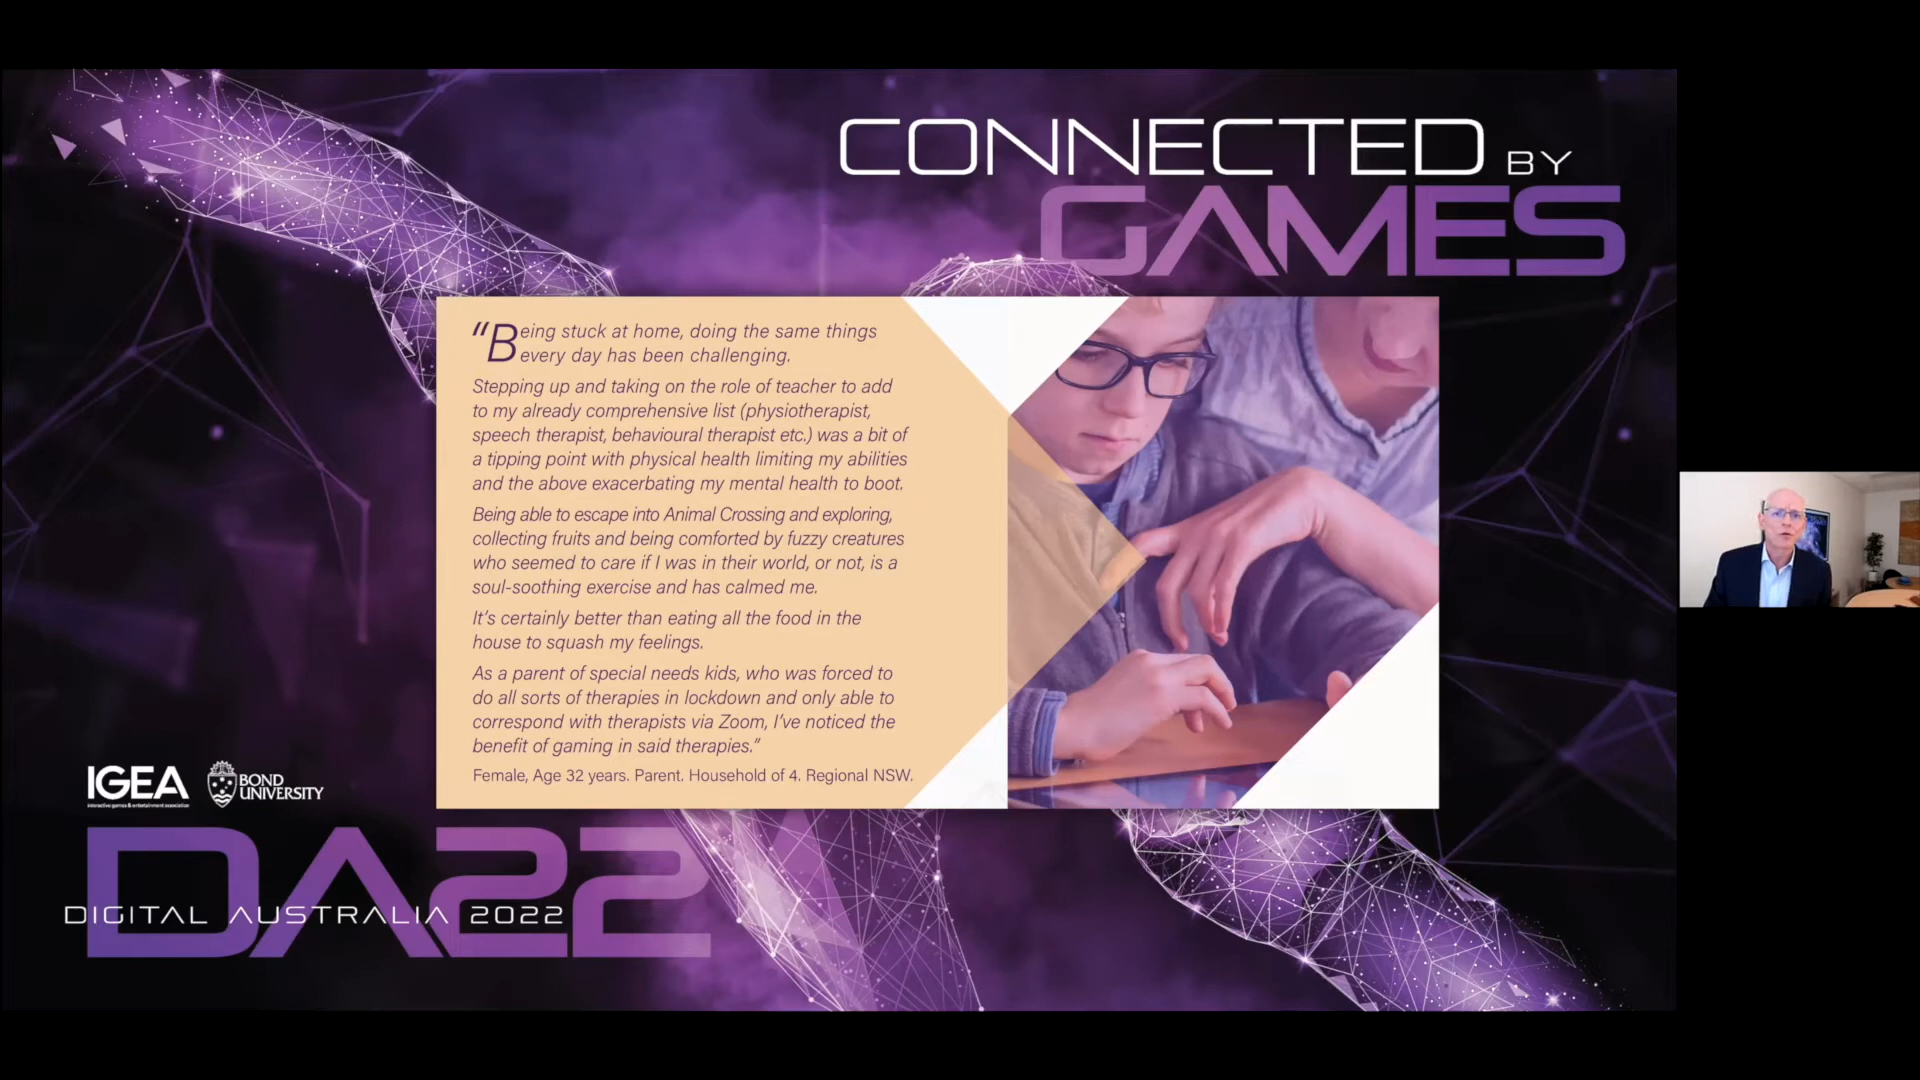 CONNECTED BY
GAMES
“Being stuck at home, doing the same things
every day has been challenging.
Stepping up and taking on the role of teacher to add
to my already comprehensive list (physiotherapist,
speech therapist, behavioural therapist etc.) was a bit of
a tipping point with physical health limiting my abilities
and the above exacerbating my mental health to boot.
Being able to escape into Animal Crossing and exploring,
collecting fruits and being comforted by fuzzy creatures
who seemed to care if I was in their world, or not, is a
soul-soothing exercise and has calmed me.
It’s certainly better than eating all the food in the
house to squash my feelings.
As a parent of special needs kids, who was forced to
do all sorts of therapies in lockdown and only able to
correspond with therapists via Zoom, I’ve noticed the
benefit of gaming in said therapies.”
Female, Age 32 years. Parent. Household of 4. Regional NSW.
IGEA
interactive games & entertainment association
BOND
UNIVERSITY
DA22
DIGITAL AUSTRALIA 2022